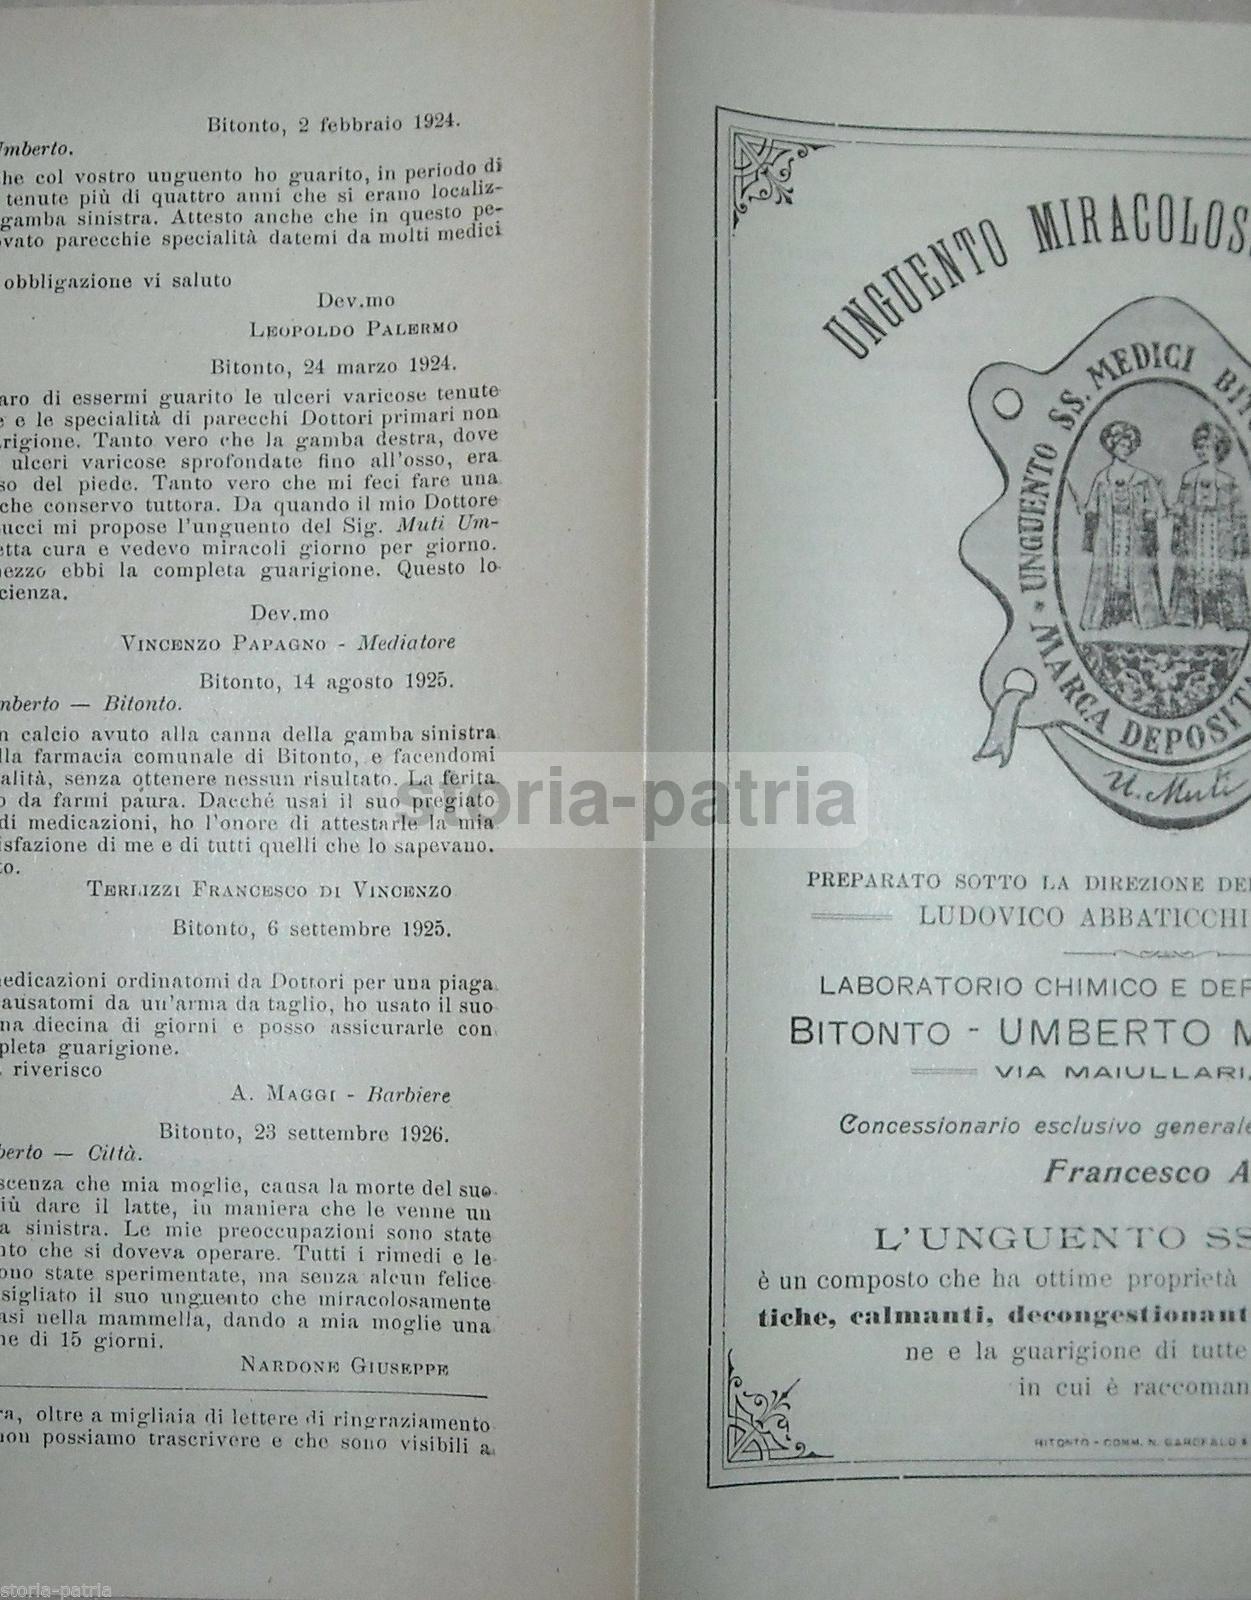 Bitonto, 2 febbraio 1924.
Umberto.
he col vostro unguento ho guarito, in periodo di
tenute più di quattro anni che si erano localiz-
gamba sinistra. Attesto anche che in questo pe-
ovato parecchie specialità datemi da molti medici
obbligazione vi saluto
Dev.mo
LEOPOLDO PALERMO
Bitonto, 24 marzo 1924.
aro di essermi guarito le ulceri varicose tenute
e e le specialità di parecchi Dottori primari non
arigione. Tanto vero che la gamba destra, dove
ulceri varicose sprofondate fino all'osso, era
so del piede. Tanto vero che mi feci fare una
che conservo tuttora. Da quando il mio Dottore
ucci mi propose l'unguento del Sig. Muti Um-
etta cura e vedevo miracoli giorno per giorno.
mezzo ebbi la completa guarigione. Questo lo
cienza.
Dev.mo
VINCENZO PAPAGNO - Mediatore
Bitonto, 14 agosto 1925.
mberto — Bitonto.
n calcio avuto alla canna della gamba sinistra
lla farmacia comunale di Bitonto, e facendomi
alità, senza ottenere nessun risultato. La ferita
o da farmi paura. Dacché usai il suo pregiato
di medicazioni, ho l'onore di attestarle la mia
isfazione di me e di tutti quelli che lo sapevano.
to.
TERLIZZI FRANCESCO DI VINCENZO
Bitonto, 6 settembre 1925.
medicazioni ordinatomi da Dottori per una piaga
ausatomi da un'arma da taglio, ho usato il suo
na diecina di giorni e posso assicurarle con
pleta guarigione.
riverisco
A. MAGGI - Barbiere
Bitonto, 23 settembre 1926.
berto — Città.
scenza che mia moglie, causa la morte del suo
iù dare il latte, in maniera che le venne un
a sinistra. Le mie preoccupazioni sono state
nto che si doveva operare. Tutti i rimedi e le
ono state sperimentate, ma senza alcun felice
sigliato il suo unguento che miracolosamente
asi nella mammella, dando a mia moglie una
ne di 15 giorni.
NARDONE GIUSEPPE
ra, oltre a migliaia di lettere di ringraziamento
non possiamo trascrivere e che sono visibili a
UNGUENTO MIRACOLOS
UNGUENTO SS. MEDICI BIT
MARCA DEPOSITA
U. Muti
PREPARATO SOTTO LA DIREZIONE DE
LUDOVICO ABBATICCHI
LABORATORIO CHIMICO E DEP
BITONTO - UMBERTO M
VIA MAIULLARI,
Concessionario esclusivo generale
Francesco A
L'UNGUENTO SS
è un composto che ha ottime proprietà
tiche, calmanti, decongestionant
ne e la guarigione di tutte
in cui è raccoman
BITONTO - COMM. N. GAROFALO &
storia-patria
storia-patria